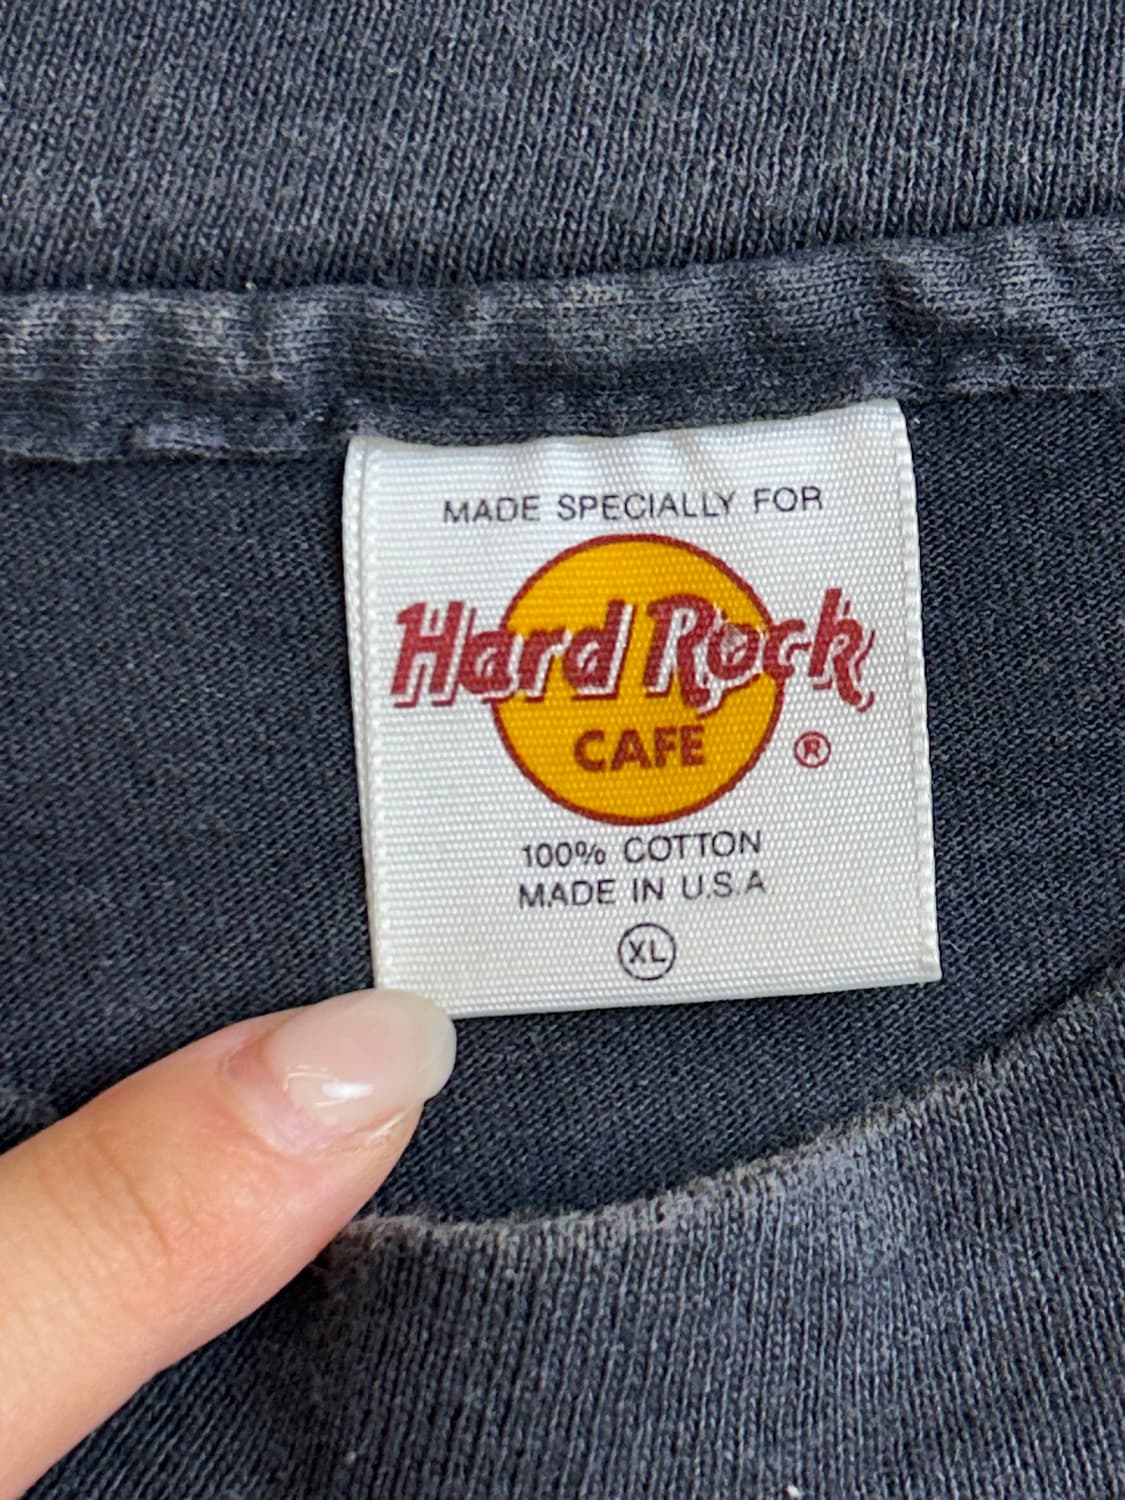 MADE SPECIALLY FOR
Hard Rock
CAFE
®
100% COTTON
MADE IN U.S.A.
XL